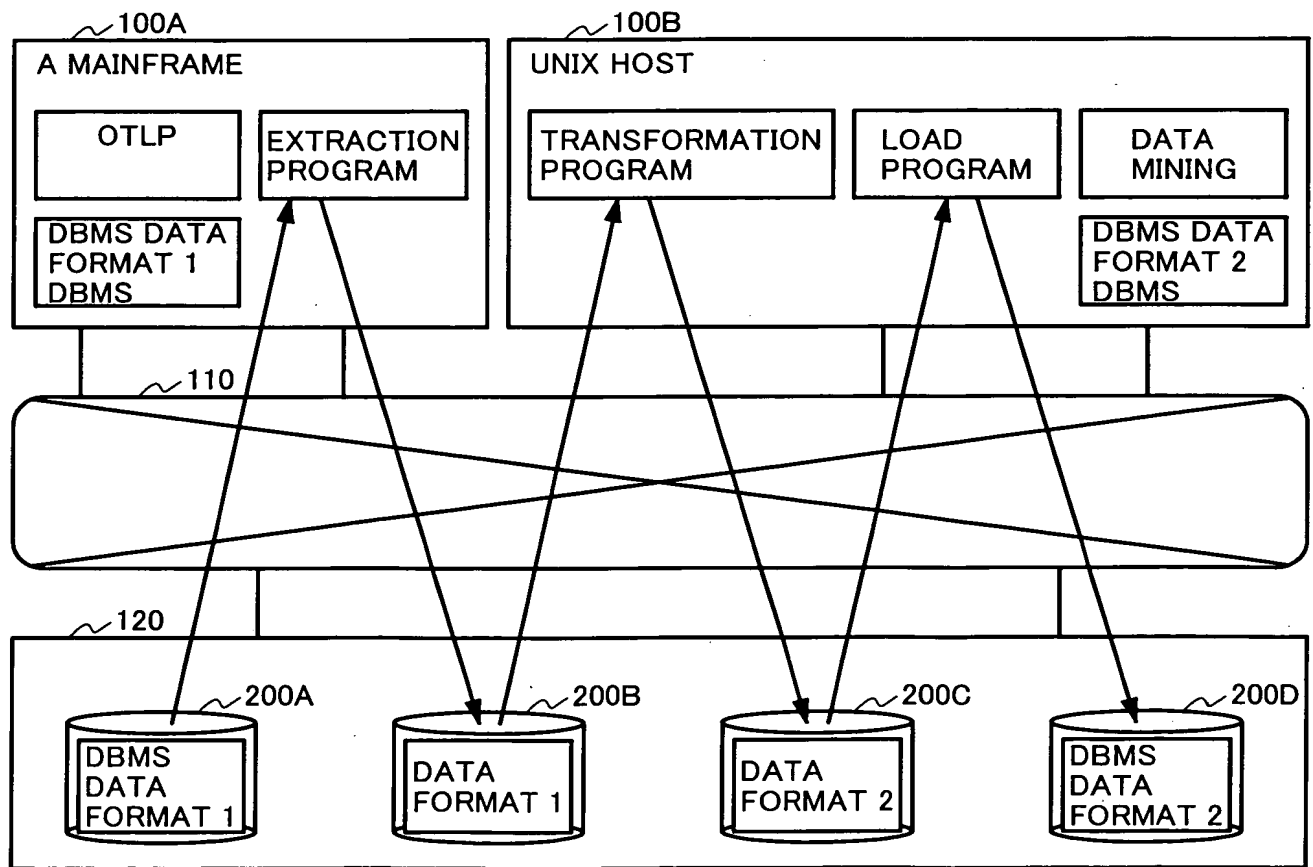 100A
A MAINFRAME
OTLP
EXTRACTION
PROGRAM
DBMS DATA
FORMAT 1
DBMS
100B
UNIX HOST
TRANSFORMATION
PROGRAM
LOAD
PROGRAM
DATA
MINING
DBMS DATA
FORMAT 2
DBMS
110
120
200A
DBMS
DATA
FORMAT 1
200B
DATA
FORMAT 1
200C
DATA
FORMAT 2
200D
DBMS
DATA
FORMAT 2